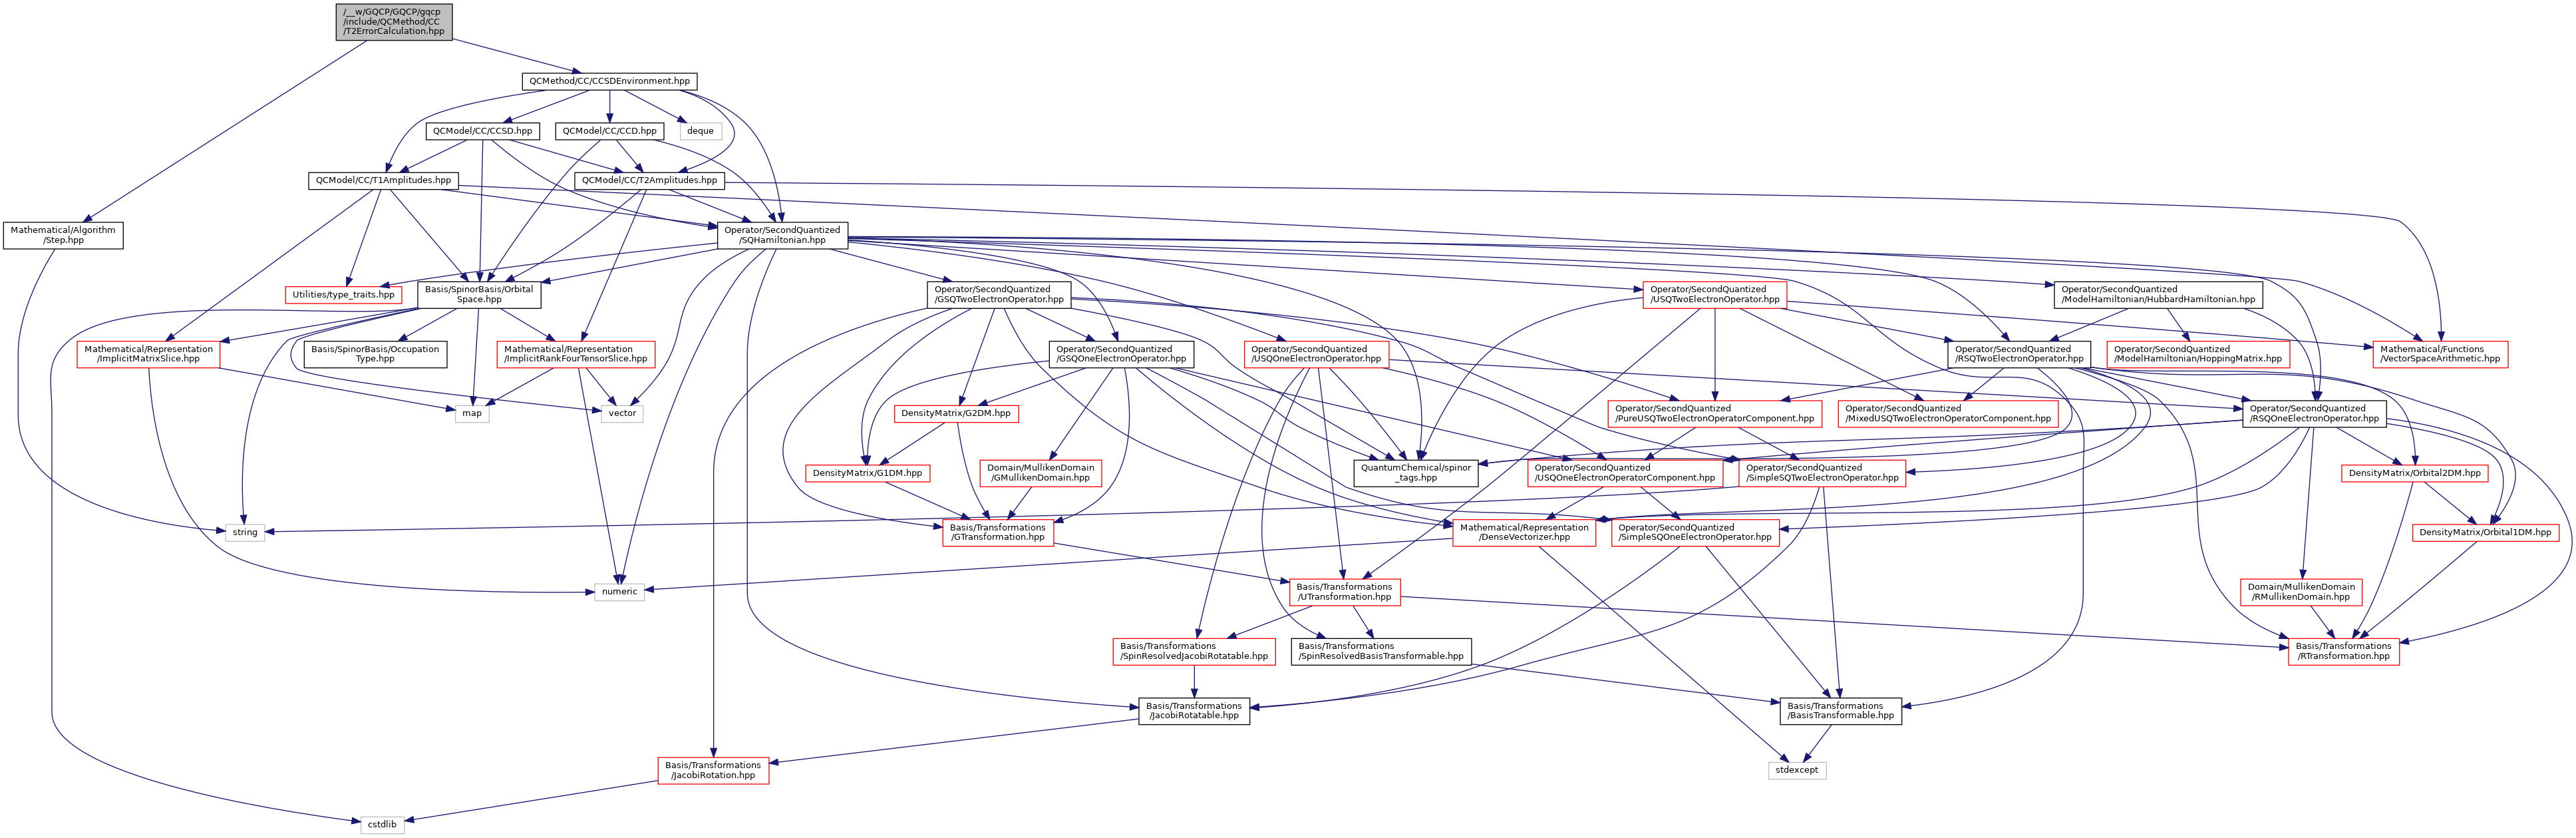 /__w/GQCP/GQCP/gqcp
/include/QCMethod/CC
/T2ErrorCalculation.hpp
QCMethod/CC/CCSDEnvironment.hpp
QCModel/CC/CCSD.hpp
QCModel/CC/CCD.hpp
deque
QCModel/CC/T1Amplitudes.hpp
QCModel/CC/T2Amplitudes.hpp
Mathematical/Algorithm
/Step.hpp
Operator/SecondQuantized
/SQHamiltonian.hpp
Utilities/type_traits.hpp
Basis/SpinorBasis/Orbital
Space.hpp
Operator/SecondQuantized
/GSQTwoElectronOperator.hpp
Operator/SecondQuantized
/USQTwoElectronOperator.hpp
Operator/SecondQuantized
/ModelHamiltonian/HubbardHamiltonian.hpp
Mathematical/Representation
/ImplicitMatrixSlice.hpp
Basis/SpinorBasis/Occupation
Type.hpp
Mathematical/Representation
/ImplicitRankFourTensorSlice.hpp
Operator/SecondQuantized
/GSQOneElectronOperator.hpp
Operator/SecondQuantized
/USQOneElectronOperator.hpp
Operator/SecondQuantized
/RSQTwoElectronOperator.hpp
Operator/SecondQuantized
/ModelHamiltonian/HoppingMatrix.hpp
Mathematical/Functions
/VectorSpaceArithmetic.hpp
map
vector
DensityMatrix/G2DM.hpp
Operator/SecondQuantized
/PureUSQTwoElectronOperatorComponent.hpp
Operator/SecondQuantized
/MixedUSQTwoElectronOperatorComponent.hpp
Operator/SecondQuantized
/RSQOneElectronOperator.hpp
DensityMatrix/G1DM.hpp
Domain/MullikenDomain
/GMullikenDomain.hpp
QuantumChemical/spinor
_tags.hpp
Operator/SecondQuantized
/USQOneElectronOperatorComponent.hpp
Operator/SecondQuantized
/SimpleSQTwoElectronOperator.hpp
DensityMatrix/Orbital2DM.hpp
string
Basis/Transformations
/GTransformation.hpp
Mathematical/Representation
/DenseVectorizer.hpp
Operator/SecondQuantized
/SimpleSQOneElectronOperator.hpp
DensityMatrix/Orbital1DM.hpp
numeric
Basis/Transformations
/UTransformation.hpp
Domain/MullikenDomain
/RMullikenDomain.hpp
Basis/Transformations
/SpinResolvedJacobiRotatable.hpp
Basis/Transformations
/SpinResolvedBasisTransformable.hpp
Basis/Transformations
/RTransformation.hpp
Basis/Transformations
/JacobiRotatable.hpp
Basis/Transformations
/BasisTransformable.hpp
Basis/Transformations
/JacobiRotation.hpp
stdexcept
cstdlib